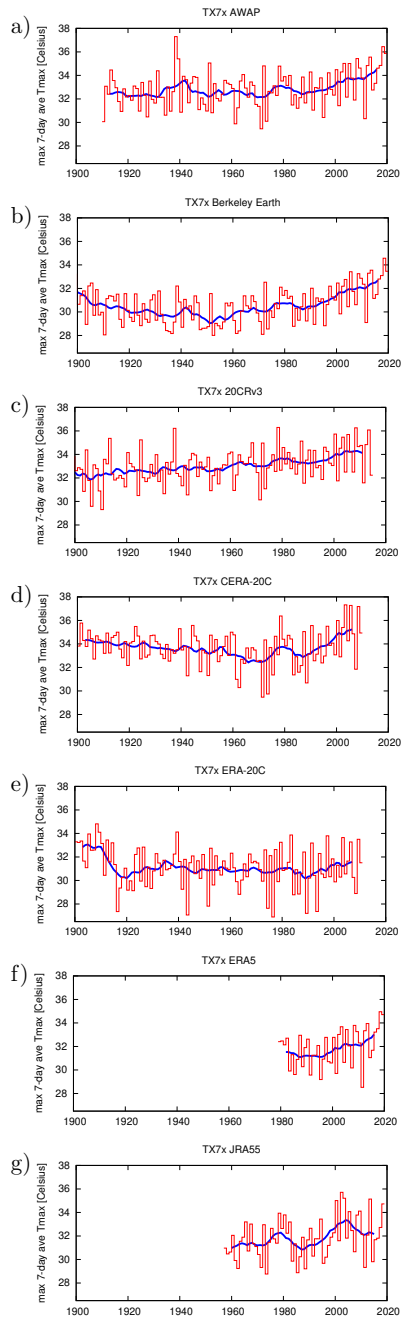 a)
TX7x AWAP
max 7-day ave Tmax [Celsius]
38
36
34
32
30
28
1900 1920 1940 1960 1980 2000 2020
b)
TX7x Berkeley Earth
max 7-day ave Tmax [Celsius]
38
36
34
32
30
28
1900 1920 1940 1960 1980 2000 2020
c)
TX7x 20CRv3
max 7-day ave Tmax [Celsius]
38
36
34
32
30
28
1900 1920 1940 1960 1980 2000 2020
d)
TX7x CERA-20C
max 7-day ave Tmax [Celsius]
38
36
34
32
30
28
1900 1920 1940 1960 1980 2000 2020
e)
TX7x ERA-20C
max 7-day ave Tmax [Celsius]
38
36
34
32
30
28
1900 1920 1940 1960 1980 2000 2020
f)
TX7x ERA5
max 7-day ave Tmax [Celsius]
38
36
34
32
30
28
1900 1920 1940 1960 1980 2000 2020
g)
TX7x JRA55
max 7-day ave Tmax [Celsius]
38
36
34
32
30
28
1900 1920 1940 1960 1980 2000 2020